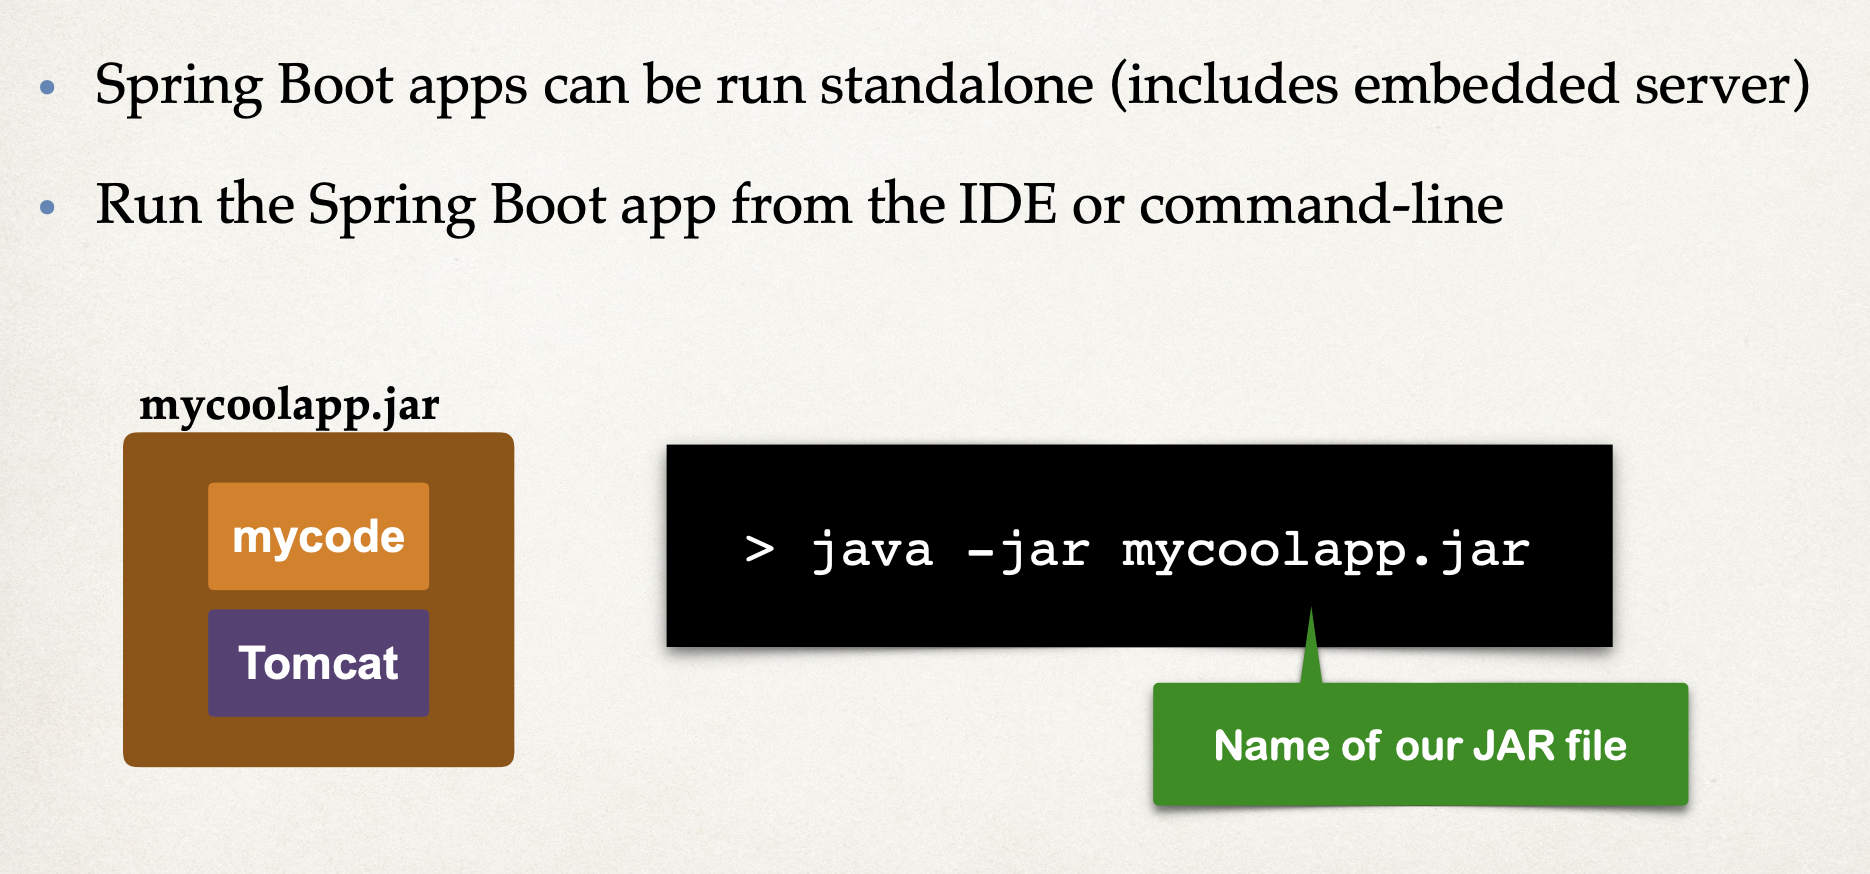 • Spring Boot apps can be run standalone (includes embedded server)
• Run the Spring Boot app from the IDE or command-line
mycoolapp.jar
mycode
Tomcat
> java -jar mycoolapp.jar
Name of our JAR file